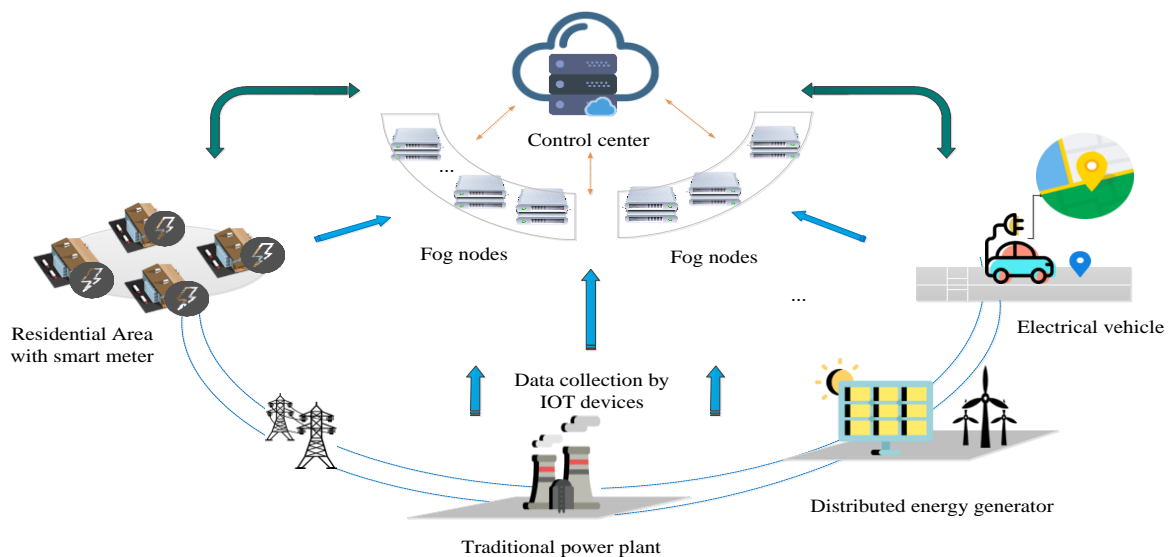 Control center
...
Fog nodes
Fog nodes
...
Residential Area
with smart meter
Electrical vehicle
Data collection by
IOT devices
Distributed energy generator
Traditional power plant